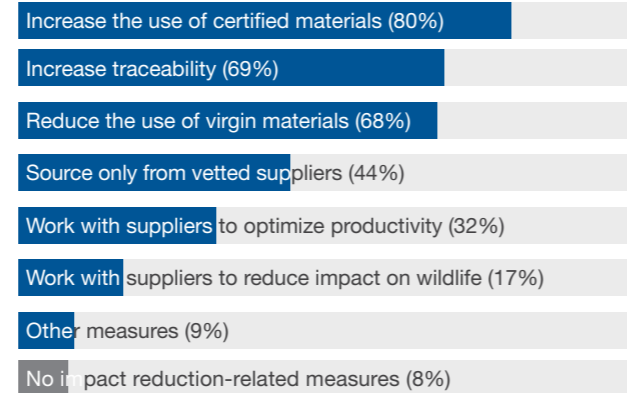 Increase the use of certified materials (80%)
Increase traceability (69%)
Reduce the use of virgin materials (68%)
Source only from vetted suppliers (44%)
Work with suppliers to optimize productivity (32%)
Work with suppliers to reduce impact on wildlife (17%)
Other measures (9%)
No impact reduction-related measures (8%)